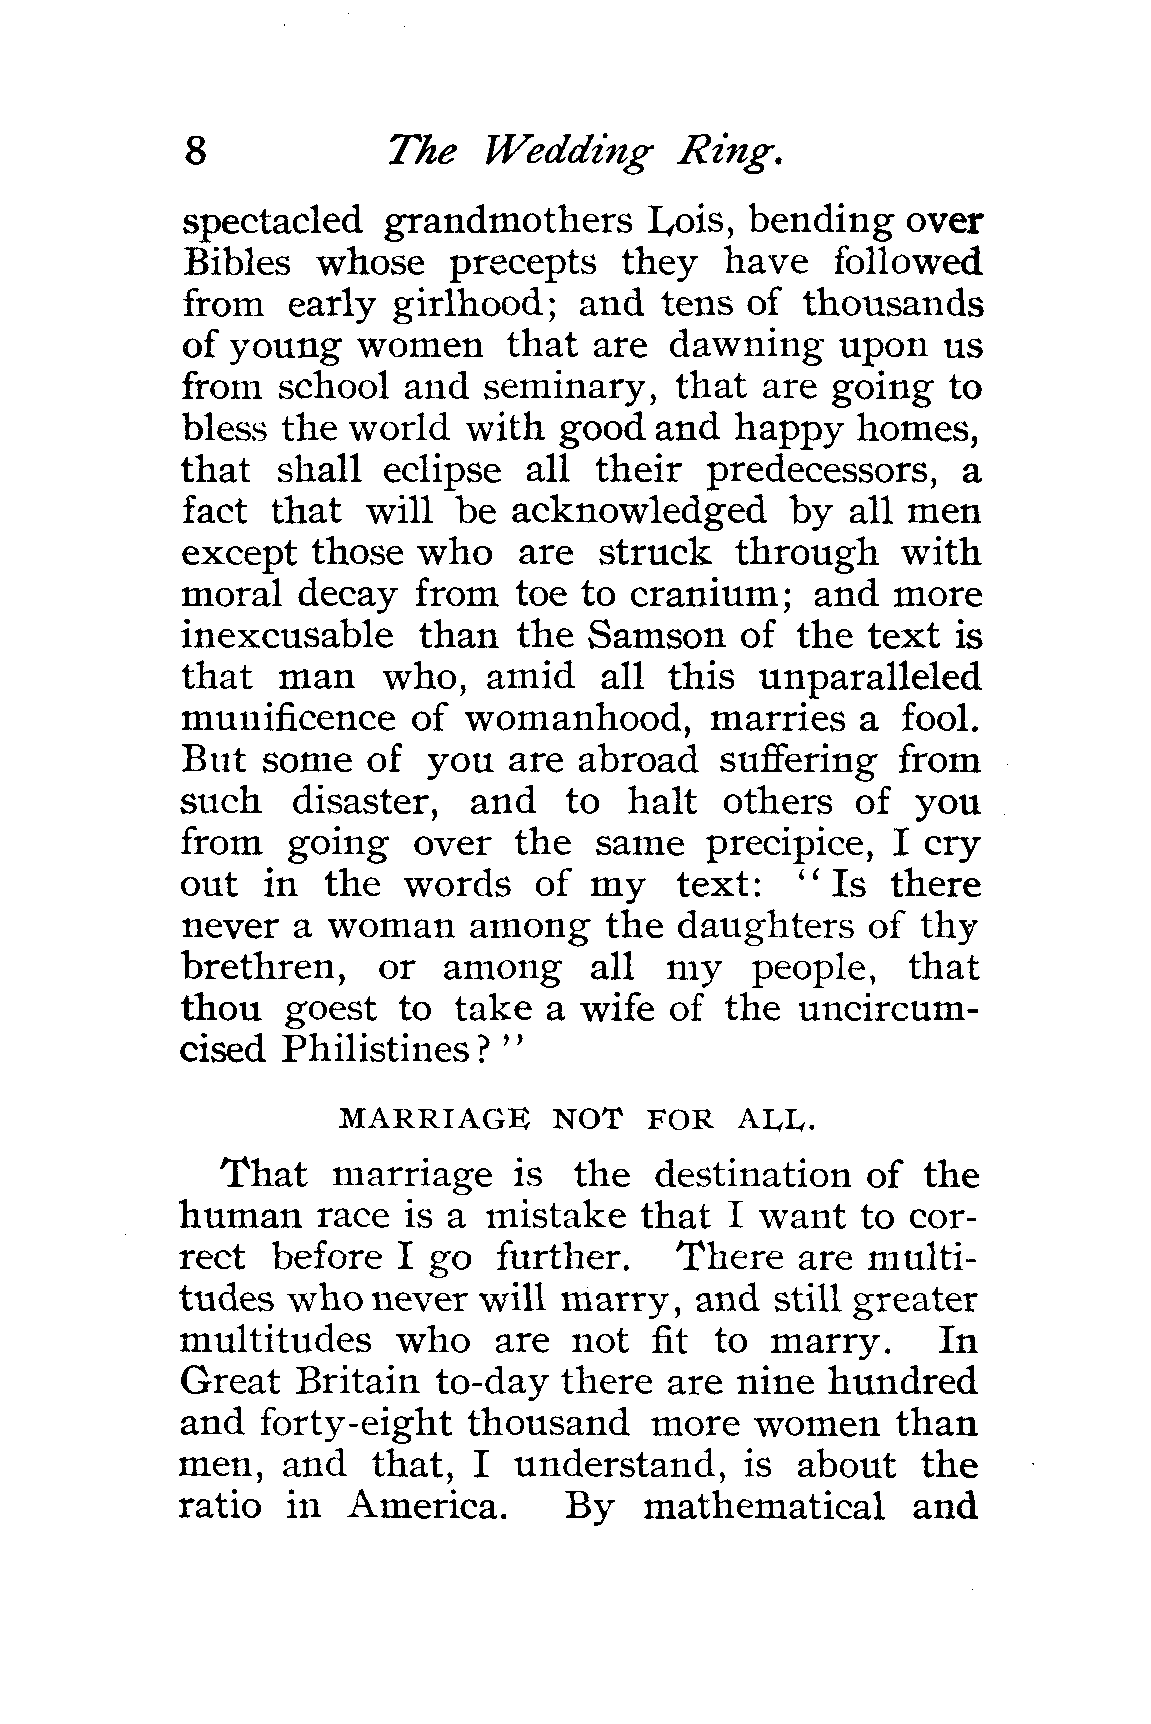 8 The Wedding Ring.
spectacled grandmothers Lois, bending over
Bibles whose precepts they have followed
from early girlhood; and tens of thousands
of young women that are dawning upon us
from school and seminary, that are going to
bless the world with good and happy homes,
that shall eclipse all their predecessors, a
fact that will be acknowledged by all men
except those who are struck through with
moral decay from toe to cranium; and more
inexcusable than the Samson of the text is
that man who, amid all this unparalleled
munificence of womanhood, marries a fool.
But some of you are abroad suffering from
such disaster, and to halt others of you
from going over the same precipice, I cry
out in the words of my text: "Is there
never a woman among the daughters of thy
brethren, or among all my people, that
thou goest to take a wife of the uncircum-
cised Philistines?"
MARRIAGE NOT FOR ALL.
That marriage is the destination of the
human race is a mistake that I want to cor-
rect before I go further. There are multi-
tudes who never will marry, and still greater
multitudes who are not fit to marry. In
Great Britain to-day there are nine hundred
and forty-eight thousand more women than
men, and that, I understand, is about the
ratio in America. By mathematical and